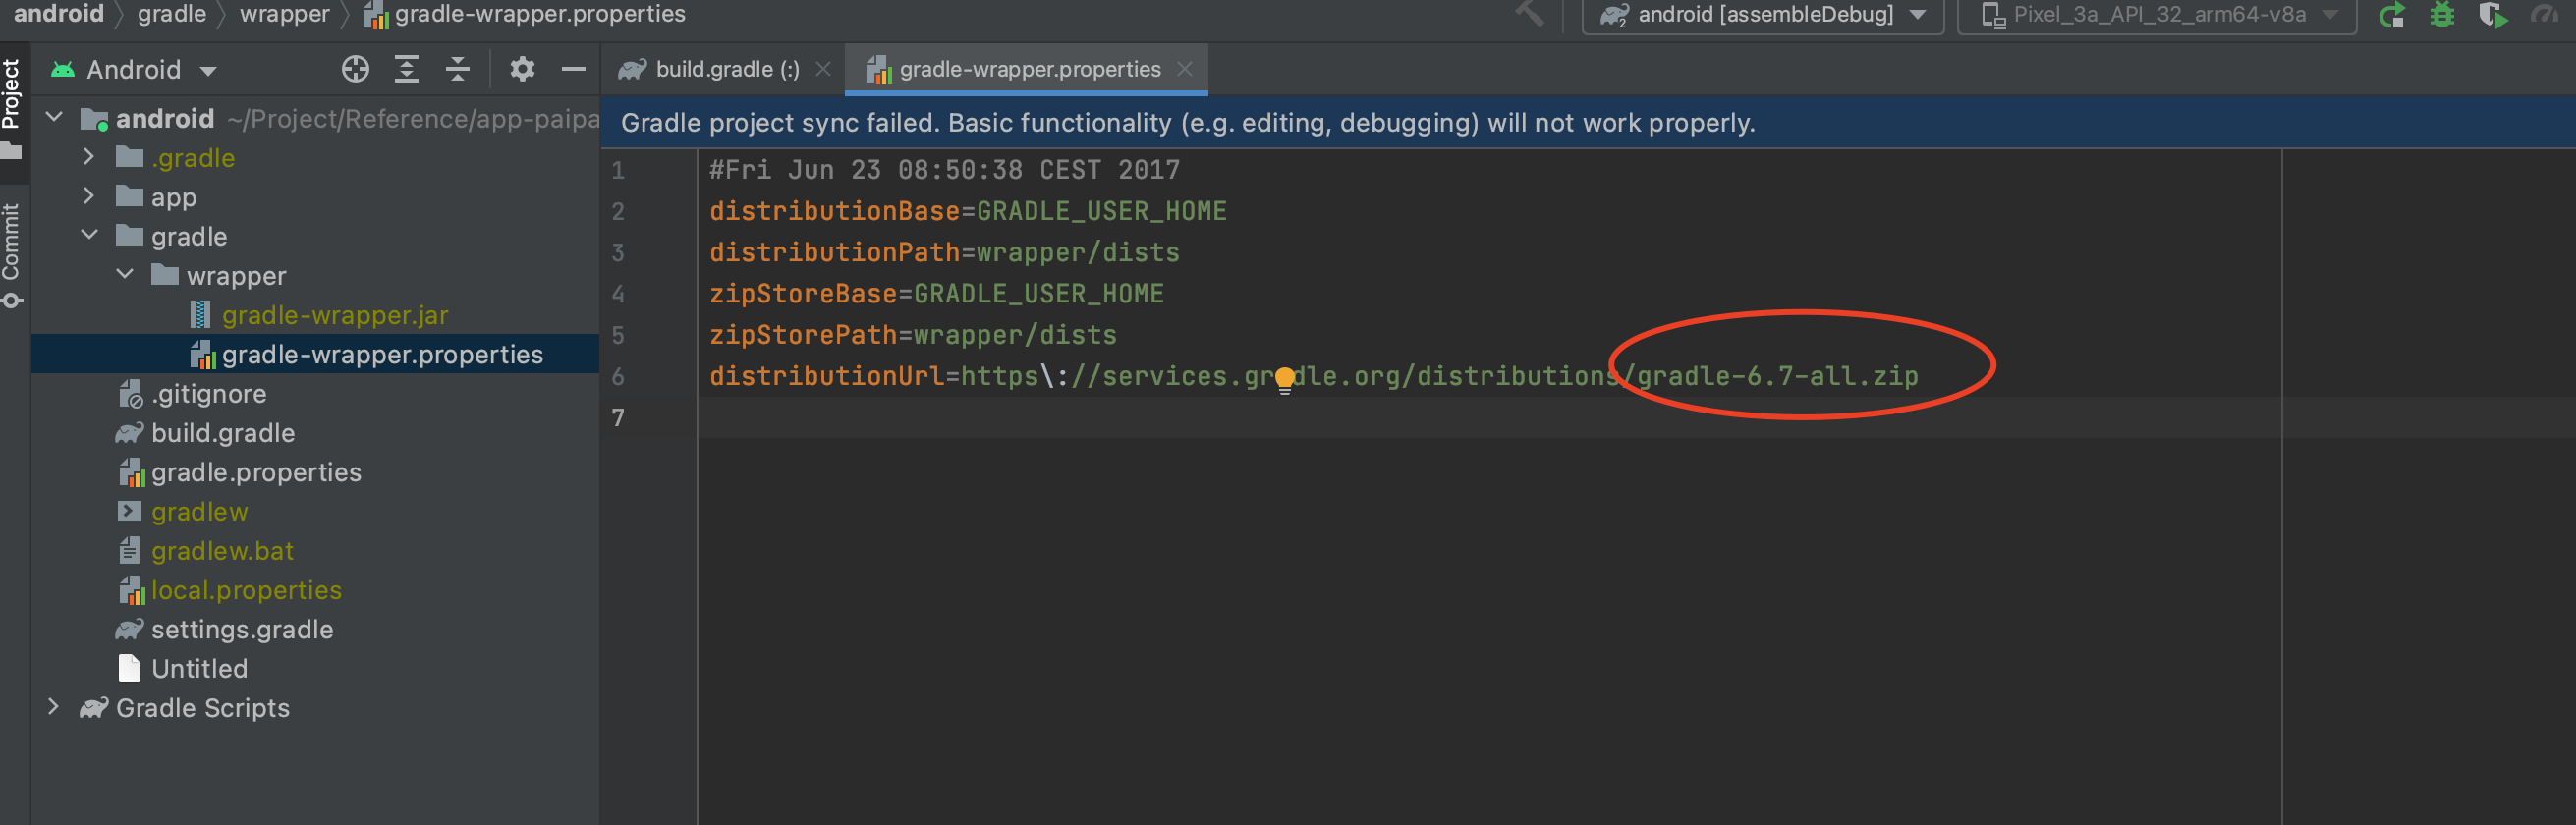 android gradle wrapper gradle-wrapper.properties
android [assembleDebug] Pixel_3a_API_32_arm64-v8a
Project
Commit
Android
android ~/Project/Reference/app-paipa
.gradle
app
gradle
wrapper
gradle-wrapper.jar
gradle-wrapper.properties
.gitignore
build.gradle
gradle.properties
gradlew
gradlew.bat
local.properties
settings.gradle
Untitled
Gradle Scripts
build.gradle (:) gradle-wrapper.properties
Gradle project sync failed. Basic functionality (e.g. editing, debugging) will not work properly.
1 #Fri Jun 23 08:50:38 CEST 2017
2 distributionBase=GRADLE_USER_HOME
3 distributionPath=wrapper/dists
4 zipStoreBase=GRADLE_USER_HOME
5 zipStorePath=wrapper/dists
6 distributionUrl=https\://services.gradle.org/distributions/gradle-6.7-all.zip
7